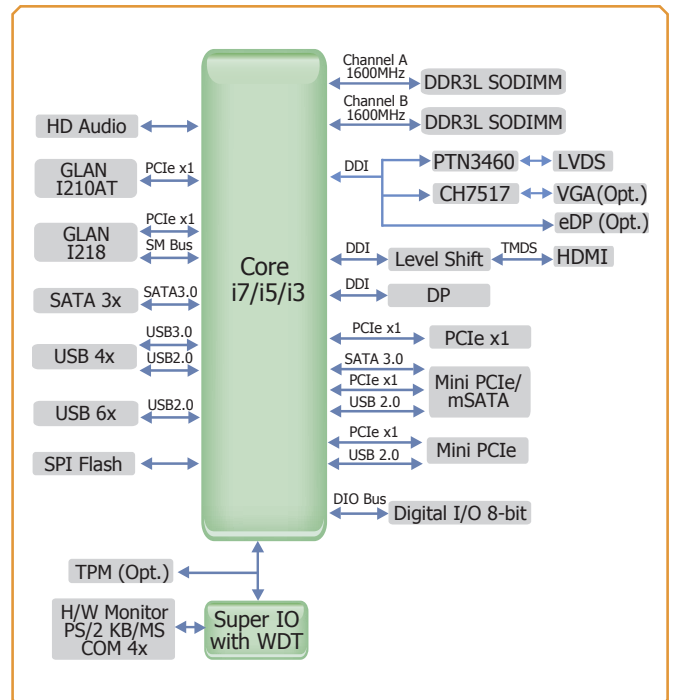 HD Audio
GLAN
I210AT
PCIe x1
GLAN
I218
PCIe x1
SM Bus
SATA 3x
SATA3.0
USB 4x
USB3.0
USB2.0
USB 6x
USB2.0
SPI Flash
Core
i7/i5/i3
Channel A
1600MHz
DDR3L SODIMM
Channel B
1600MHz
DDR3L SODIMM
DDI
PTN3460
LVDS
CH7517
VGA(Opt.)
eDP (Opt.)
DDI
Level Shift
TMDS
HDMI
DDI
DP
PCIe x1
PCIe x1
SATA 3.0
PCIe x1
USB 2.0
Mini PCIe/
mSATA
PCIe x1
USB 2.0
Mini PCIe
DIO Bus
Digital I/O 8-bit
TPM (Opt.)
H/W Monitor
PS/2 KB/MS
COM 4x
Super IO
with WDT